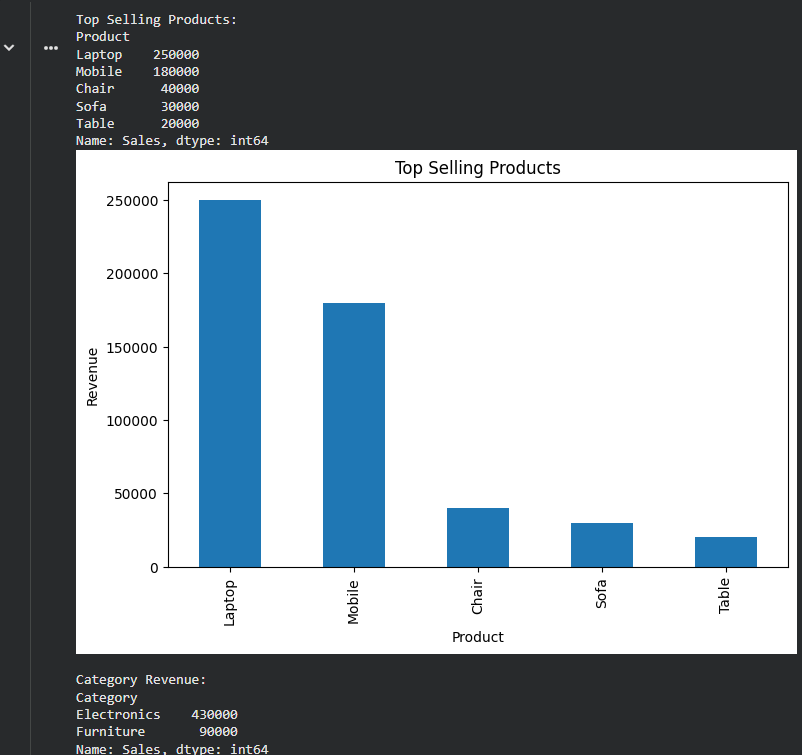 Top Selling Products:
Product
Laptop    250000
Mobile    180000
Chair      40000
Sofa       30000
Table      20000
Name: Sales, dtype: int64
Top Selling Products
Revenue
250000
200000
150000
100000
50000
0
Laptop
Mobile
Chair
Sofa
Table
Product
Category Revenue:
Category
Electronics    430000
Furniture       90000
Name: Sales, dtype: int64